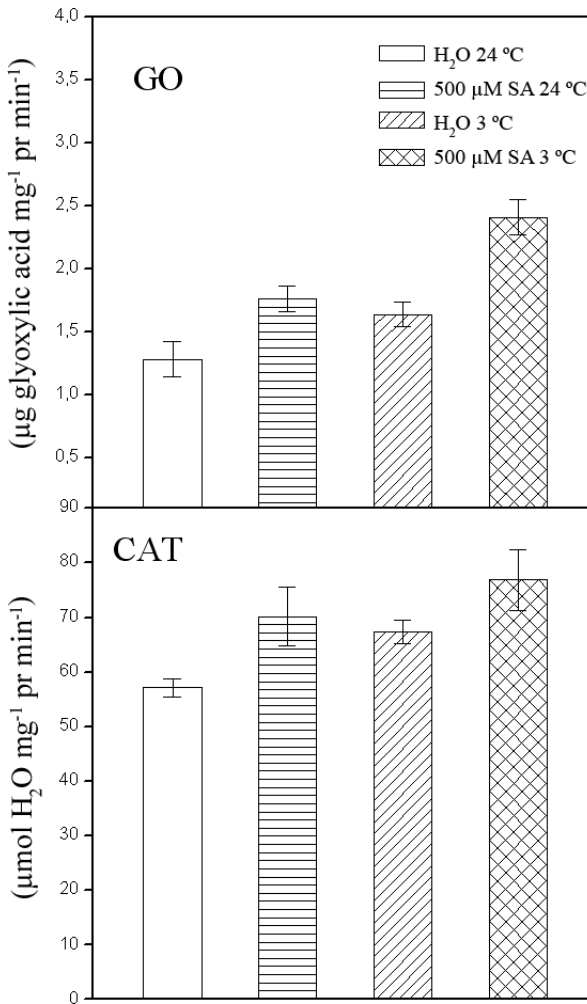 GO
(µg glyoxylic acid mg⁻¹ pr min⁻¹)
4,0
3,5
3,0
2,5
2,0
1,5
1,0
0,5
H₂O 24 ºC
500 µM SA 24 ºC
H₂O 3 ºC
500 µM SA 3 ºC
CAT
(µmol H₂O mg⁻¹ pr min⁻¹)
90
80
70
60
50
40
30
20
10
0